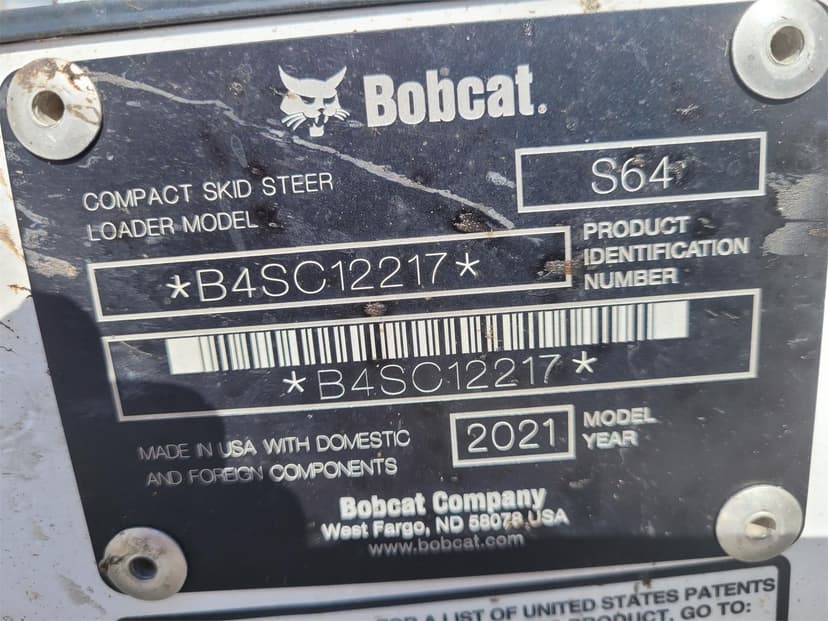 Bobcat.
COMPACT SKID STEER
LOADER MODEL
S64
*B4SC12217*
PRODUCT
IDENTIFICATION
NUMBER
*B4SC12217*
MADE IN USA WITH DOMESTIC
AND FOREIGN COMPONENTS
2021
MODEL
YEAR
Bobcat Company
West Fargo, ND 58078 USA
www.bobcat.com
FOR A LIST OF UNITED STATES PATENTS
PRODUCT, GO TO: